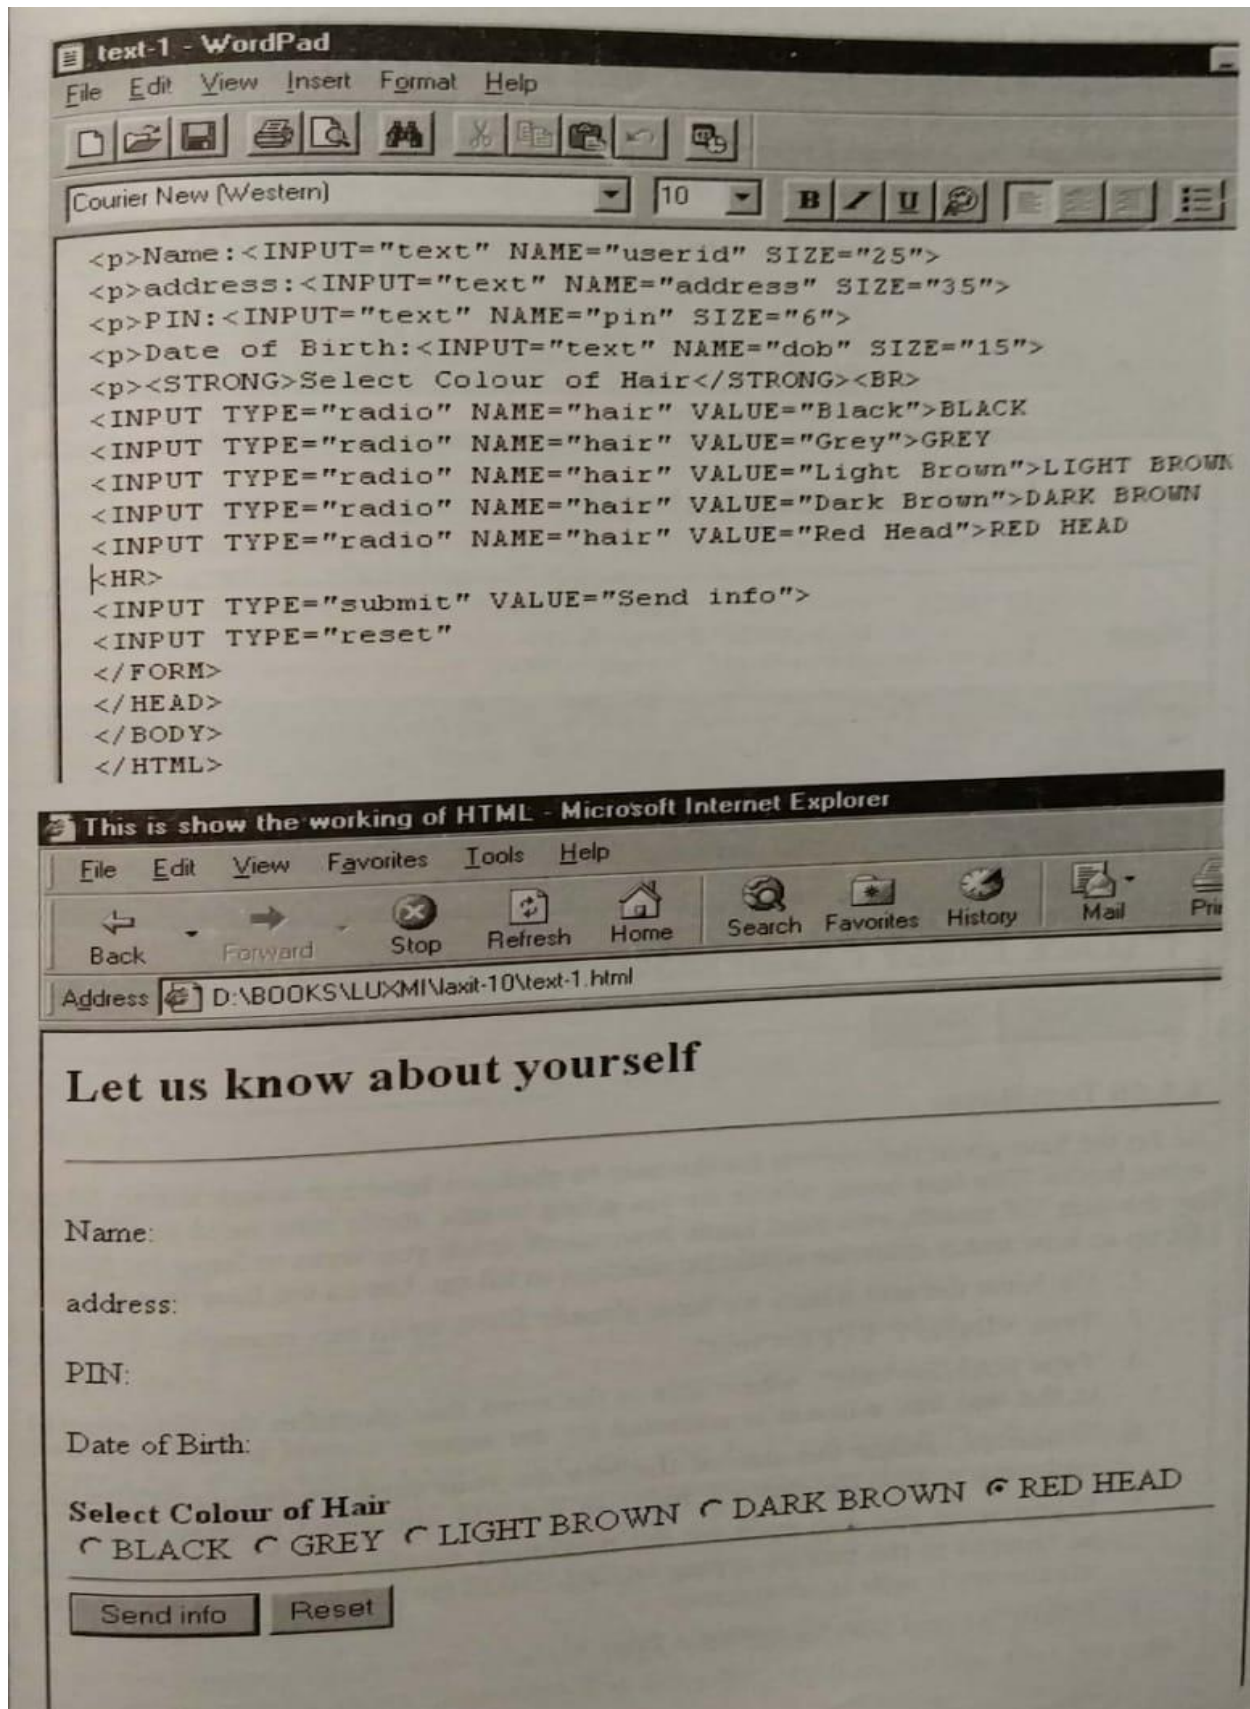 text-1 - WordPad
File Edit View Insert Format Help
Courier New (Western) 10 B I U
<p>Name:<INPUT="text" NAME="userid" SIZE="25">
<p>address:<INPUT="text" NAME="address" SIZE="35">
<p>PIN:<INPUT="text" NAME="pin" SIZE="6">
<p>Date of Birth:<INPUT="text" NAME="dob" SIZE="15">
<p><STRONG>Select Colour of Hair</STRONG><BR>
<INPUT TYPE="radio" NAME="hair" VALUE="Black">BLACK
<INPUT TYPE="radio" NAME="hair" VALUE="Grey">GREY
<INPUT TYPE="radio" NAME="hair" VALUE="Light Brown">LIGHT BROWN
<INPUT TYPE="radio" NAME="hair" VALUE="Dark Brown">DARK BROWN
<INPUT TYPE="radio" NAME="hair" VALUE="Red Head">RED HEAD
<HR>
<INPUT TYPE="submit" VALUE="Send info">
<INPUT TYPE="reset"
</FORM>
</HEAD>
</BODY>
</HTML>
This is show the working of HTML - Microsoft Internet Explorer
File Edit View Favorites Tools Help
Back Forward Stop Refresh Home Search Favorites History Mail Prin
Address D:\BOOKS\LUXMI\laxit-10\text-1.html
Let us know about yourself
Name:
address:
PIN:
Date of Birth:
Select Colour of Hair
BLACK GREY LIGHT BROWN DARK BROWN RED HEAD
Send info Reset